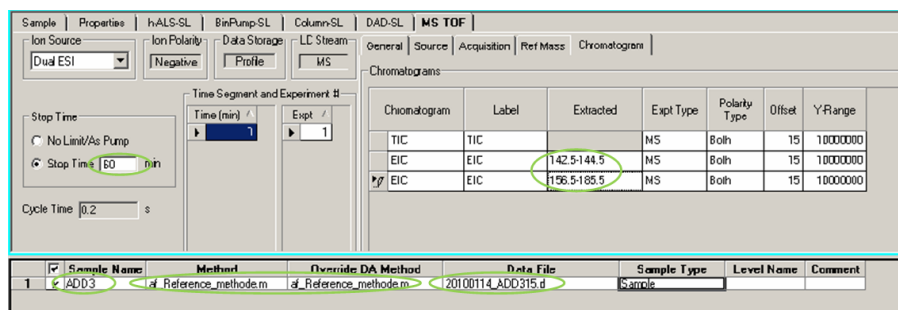 Sample Properties hALS-SL BinPump-SL Column-SL DAD-SL MS TOF
Ion Source Ion Polarity Data Storage LC Stream
Dual ESI Negative Profile MS
General Source Acquisition Ref Mass Chromatogram
Chromatograms
Time Segment and Experiment #
Time (min) Expt
1 1
Stop Time
No Limit/As Pump
Stop Time 60 min
Cycle Time 0.2 s
Chromatogram Label Extracted Expt Type Polarity Type Offset Y-Range
TIC TIC MS Both 15 10000000
EIC EIC 142.5-144.5 MS Both 15 10000000
EIC EIC 156.5-185.5 MS Both 15 10000000
Sample Name Method Override DA Method Data File Sample Type Level Name Comment
1 ADD3 af_Reference_methode.m af_Reference_methode.m 20100114_ADD315.d Sample